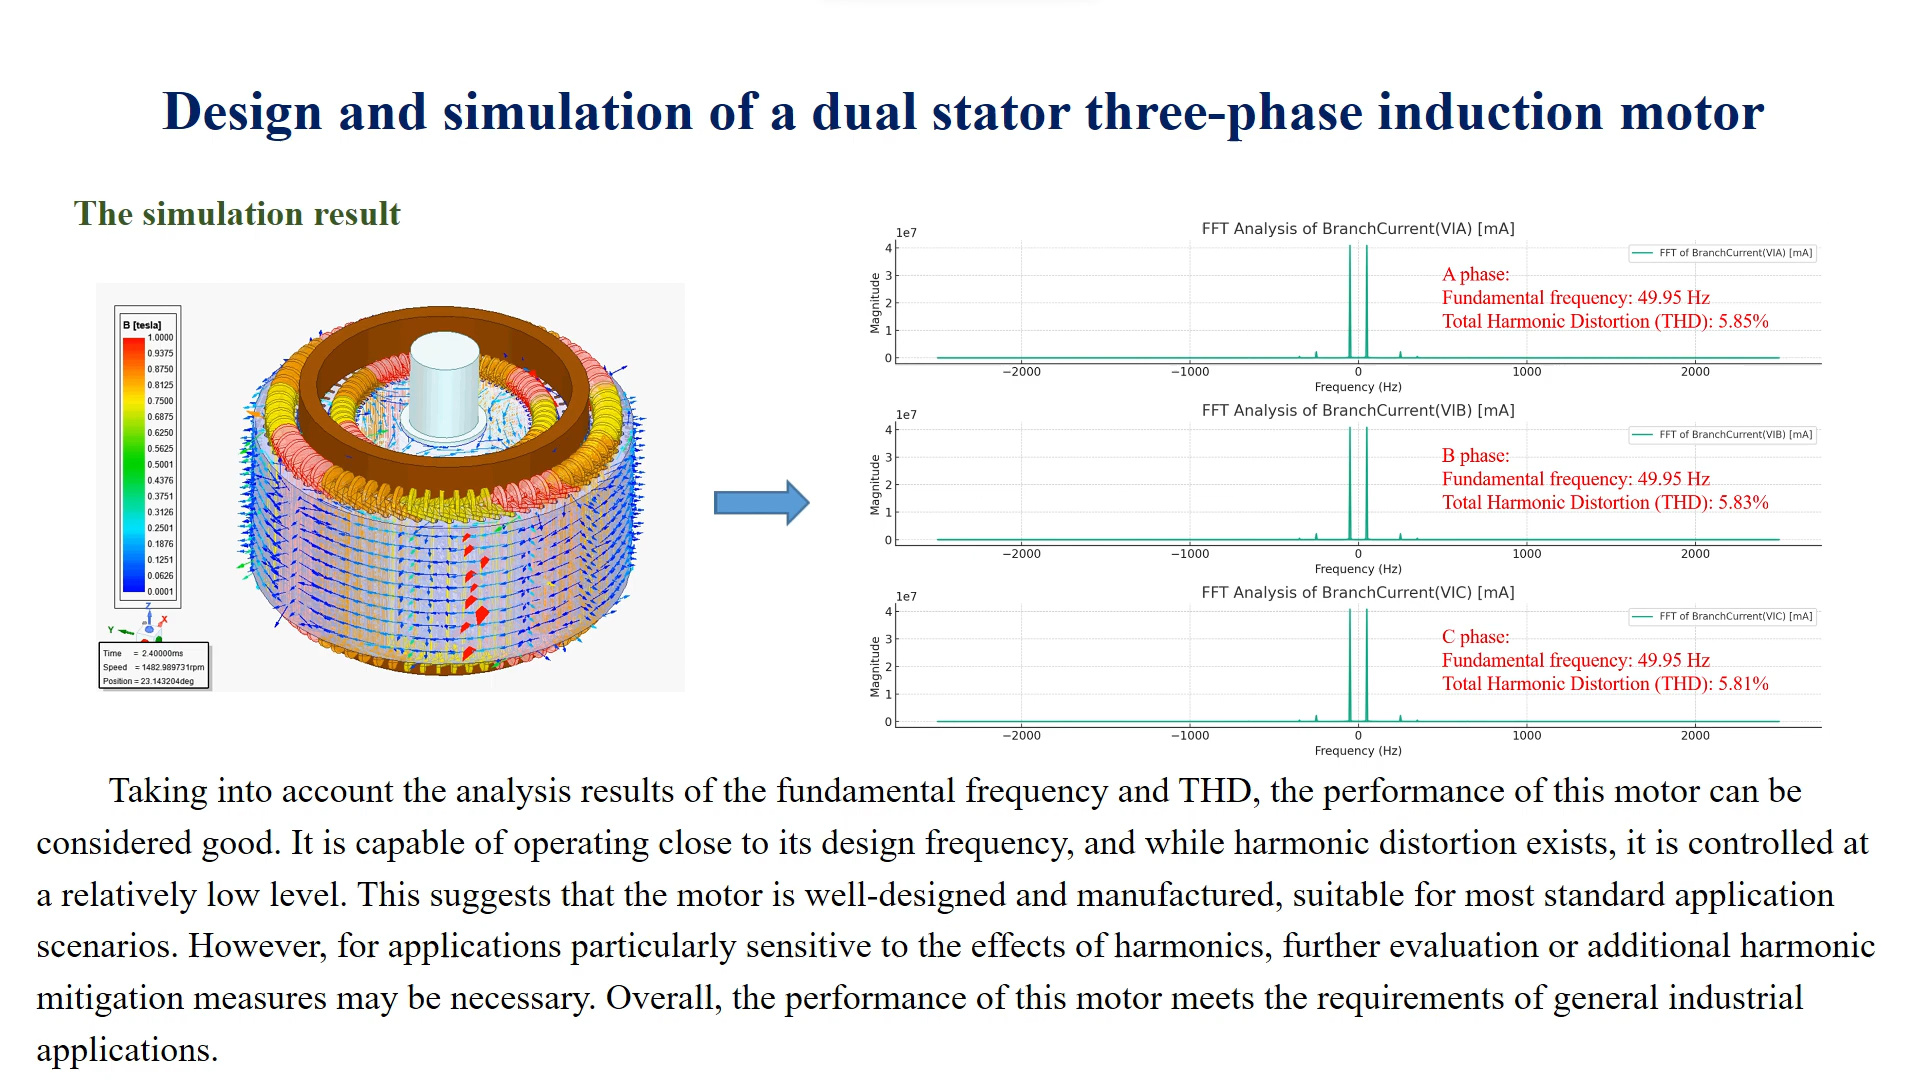 Design and simulation of a dual stator three-phase induction motor
The simulation result
B [tesla]
1.0000
0.9375
0.8750
0.8125
0.7500
0.6875
0.6250
0.5625
0.5001
0.4376
0.3751
0.3126
0.2501
0.1876
0.1251
0.0626
0.0001
Z
X
Y
Time = 2.40000ms
Speed = 1482.989731rpm
Position = 23.143204deg
FFT Analysis of BranchCurrent(VIA) [mA]
1e7
FFT of BranchCurrent(VIA) [mA]
Magnitude
4
3
2
1
0
A phase:
Fundamental frequency: 49.95 Hz
Total Harmonic Distortion (THD): 5.85%
−2000 −1000 0 1000 2000
Frequency (Hz)
FFT Analysis of BranchCurrent(VIB) [mA]
1e7
FFT of BranchCurrent(VIB) [mA]
Magnitude
4
3
2
1
0
B phase:
Fundamental frequency: 49.95 Hz
Total Harmonic Distortion (THD): 5.83%
−2000 −1000 0 1000 2000
Frequency (Hz)
FFT Analysis of BranchCurrent(VIC) [mA]
1e7
FFT of BranchCurrent(VIC) [mA]
Magnitude
4
3
2
1
0
C phase:
Fundamental frequency: 49.95 Hz
Total Harmonic Distortion (THD): 5.81%
−2000 −1000 0 1000 2000
Frequency (Hz)
Taking into account the analysis results of the fundamental frequency and THD, the performance of this motor can be
considered good. It is capable of operating close to its design frequency, and while harmonic distortion exists, it is controlled at
a relatively low level. This suggests that the motor is well-designed and manufactured, suitable for most standard application
scenarios. However, for applications particularly sensitive to the effects of harmonics, further evaluation or additional harmonic
mitigation measures may be necessary. Overall, the performance of this motor meets the requirements of general industrial
applications.